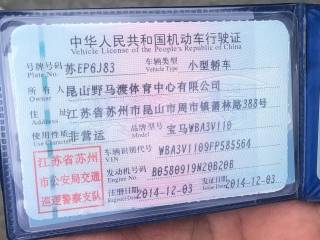 中华人民共和国机动车行驶证
Vehicle License of the People's Republic of China
号牌号码 Plate No. 苏EP6J83 车辆类型 Vehicle Type 小型轿车
所有人 Owner 昆山野马渡体育中心有限公司
住址 Address 江苏省苏州市昆山市周市镇萧林路388号
使用性质 Use Character 非营运 品牌型号 Model 宝马WBA3V110
江苏省苏州
市公安局交通
巡逻警察支队
车辆识别代号 VIN WBA3V1109FP585564
发动机号码 Engine No. B0580919N20B20B
注册日期 Register Date 2014-12-03 发证日期 Issue Date 2014-12-03